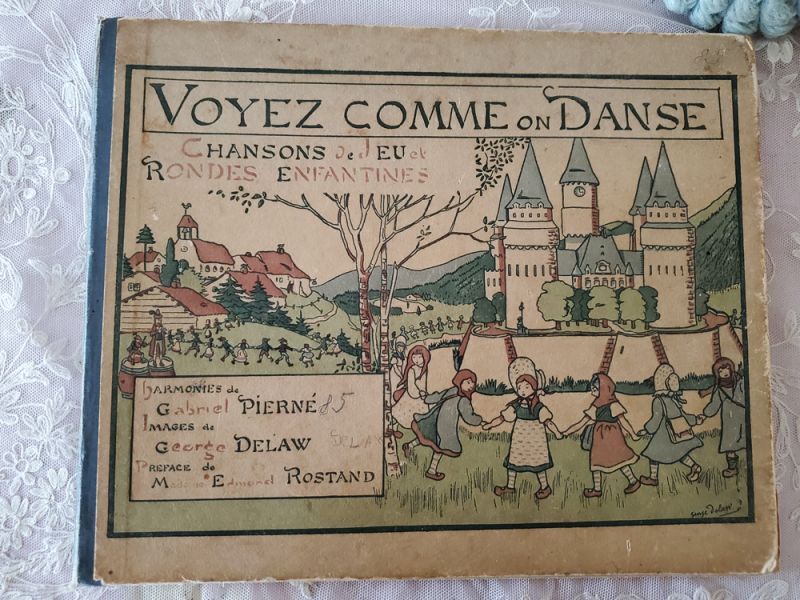 VOYEZ COMME ON DANSE
CHANSONS de JEU et
RONDES ENFANTINES
HARMONIES de
Gabriel PIERNÉ 85
IMAGES de
George DELAW
PREFACE de
Madame Edmond ROSTAND